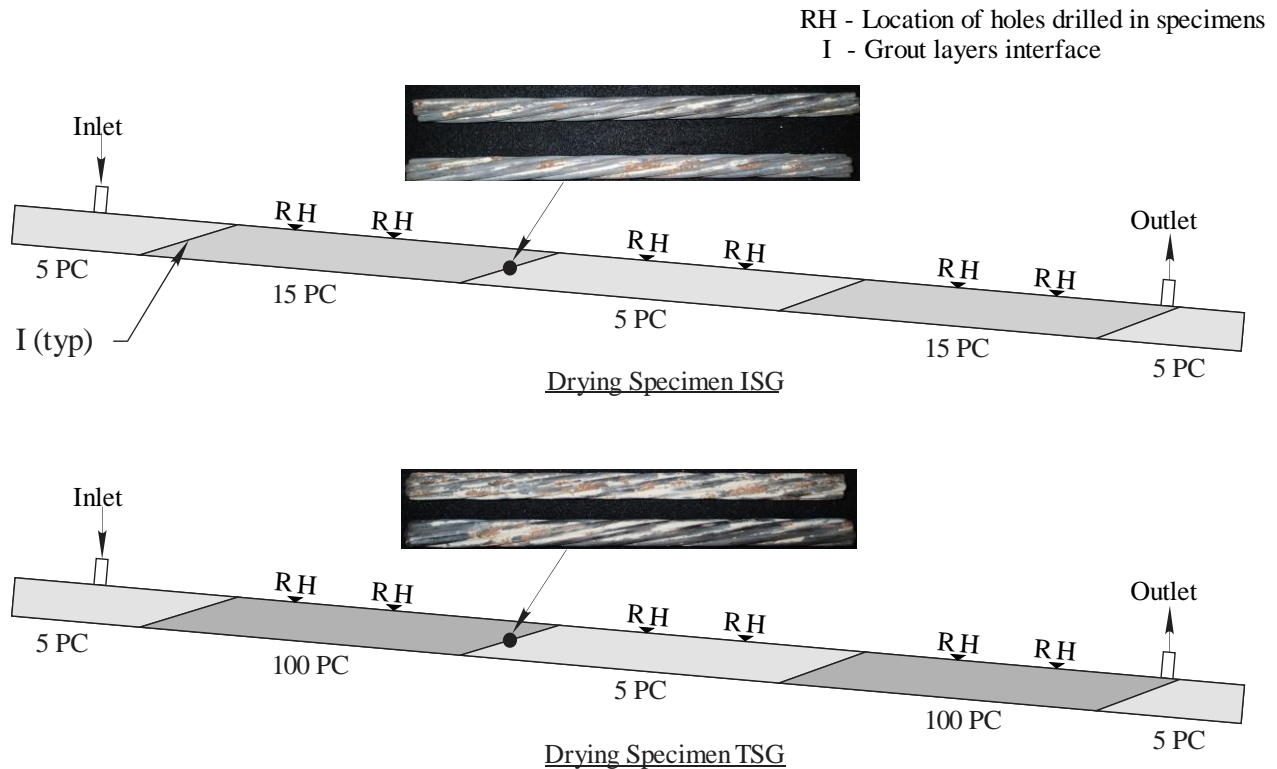 RH - Location of holes drilled in specimens
I - Grout layers interface
Inlet
RH
RH
RH
RH
RH
RH
Outlet
5 PC
15 PC
5 PC
15 PC
5 PC
I (typ)
Drying Specimen ISG
Inlet
RH
RH
RH
RH
RH
RH
Outlet
5 PC
100 PC
5 PC
100 PC
5 PC
Drying Specimen TSG